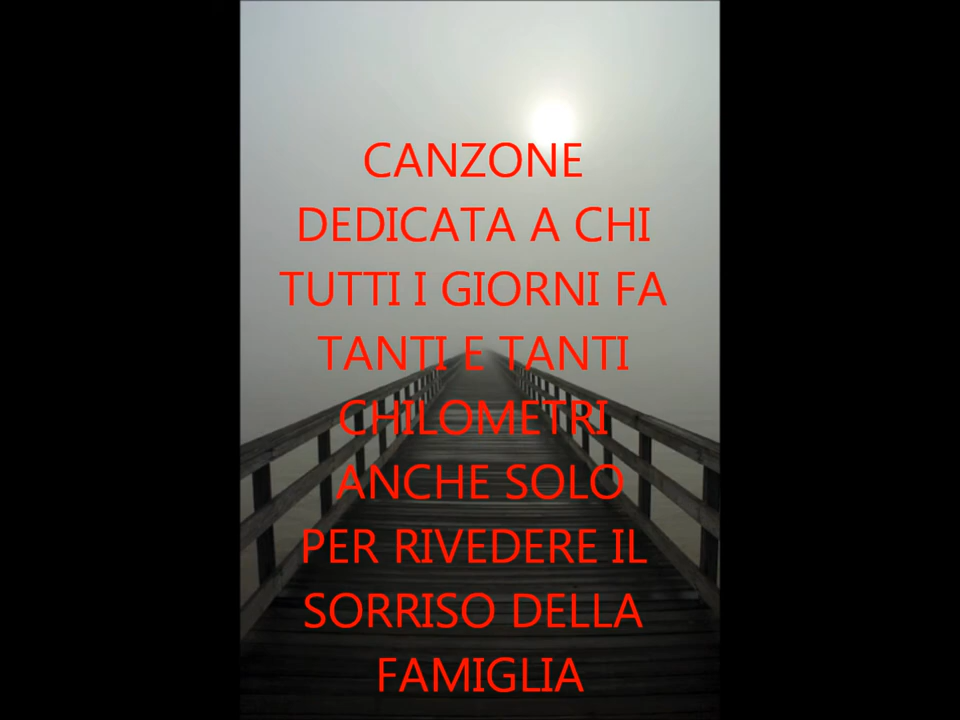 CANZONE
DEDICATA A CHI
TUTTI I GIORNI FA
TANTI E TANTI
CHILOMETRI
ANCHE SOLO
PER RIVEDERE IL
SORRISO DELLA
FAMIGLIA